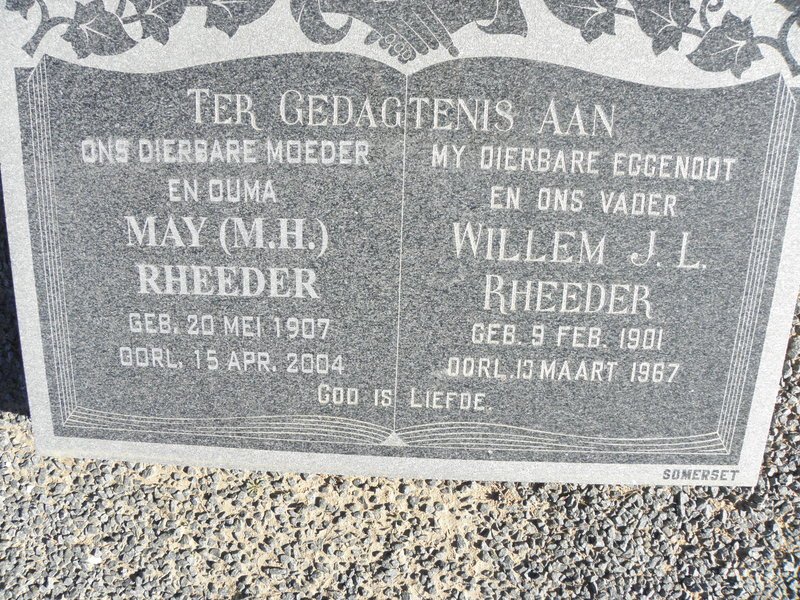 TER GEDAGTENIS AAN
ONS DIERBARE MOEDER
EN OUMA
MAY (M.H.)
RHEEDER
GEB. 20 MEI 1907
OORL. 15 APR. 2004
MY DIERBARE EGGENOOT
EN ONS VADER
WILLEM J. L.
RHEEDER
GEB. 9 FEB. 1901
OORL. 13 MAART 1967
GOD IS LIEFDE.
SOMERSET